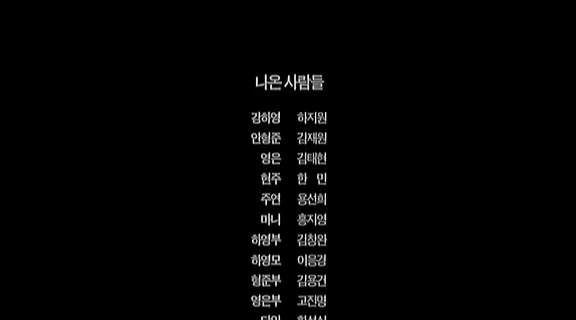 나온 사람들
강하영 하지원
안형준 김재원
영은 김태현
현주 한 민
주연 용선희
미니 홍지영
하영부 김창완
하영모 이응경
형준부 김용건
영은부 고진명